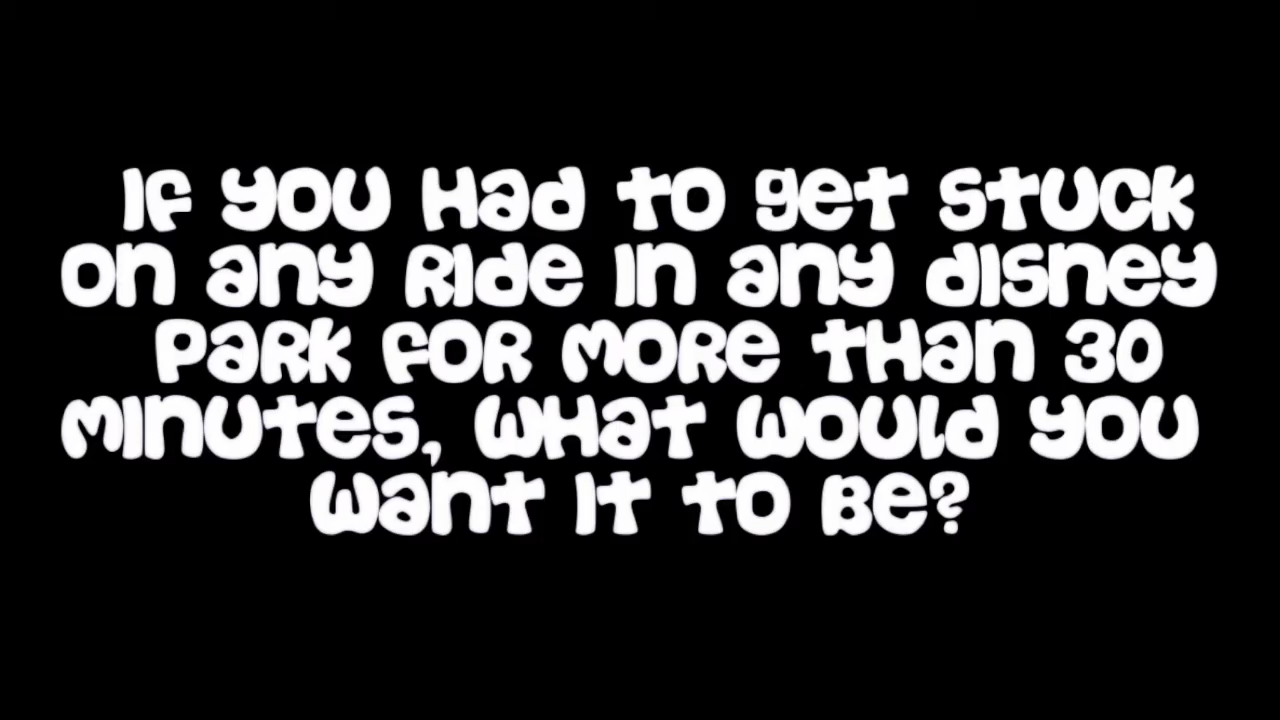 If you had to get stuck
on any ride in any disney
park for more than 30
minutes, what would you
want it to be?